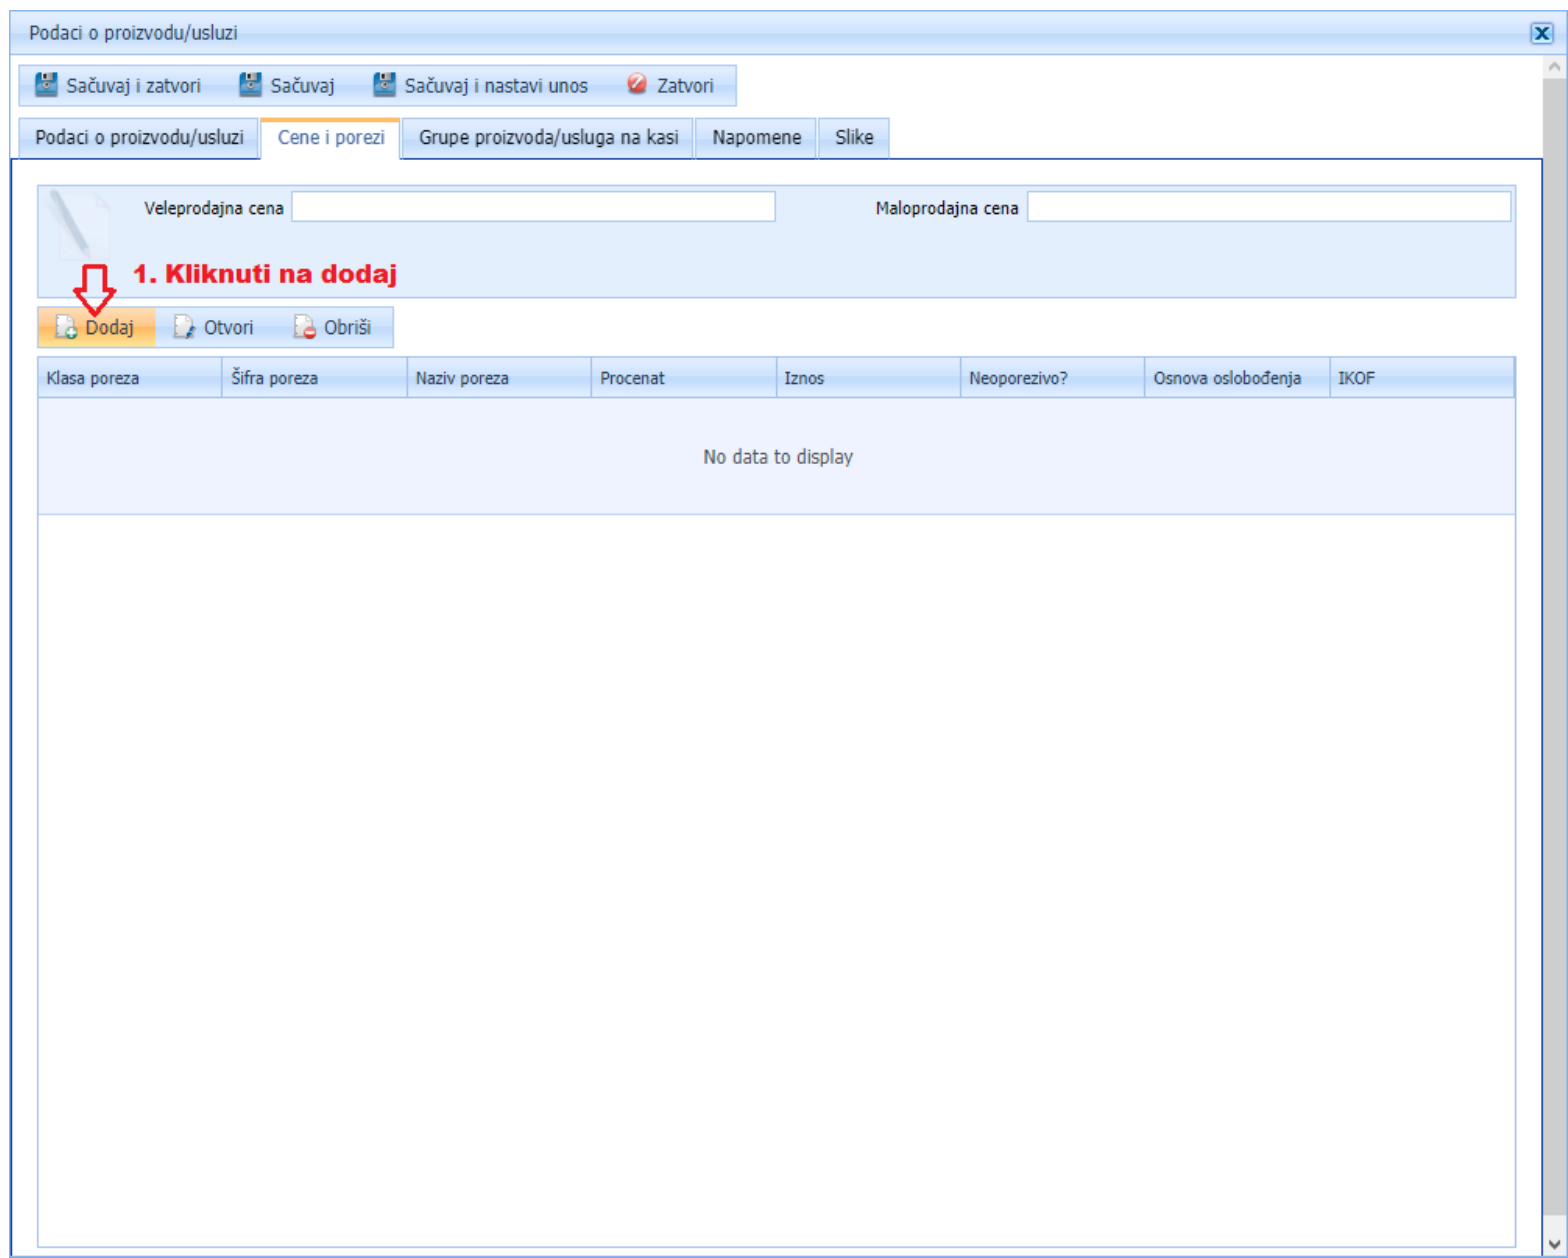 Podaci o proizvodu/usluzi
Sačuvaj i zatvori Sačuvaj Sačuvaj i nastavi unos Zatvori
Podaci o proizvodu/usluzi Cene i porezi Grupe proizvoda/usluga na kasi Napomene Slike
Veleprodajna cena Maloprodajna cena
1. Kliknuti na dodaj
Dodaj Otvori Obriši
Klasa poreza Šifra poreza Naziv poreza Procenat Iznos Neoporezivo? Osnova oslobođenja IKOF
No data to display